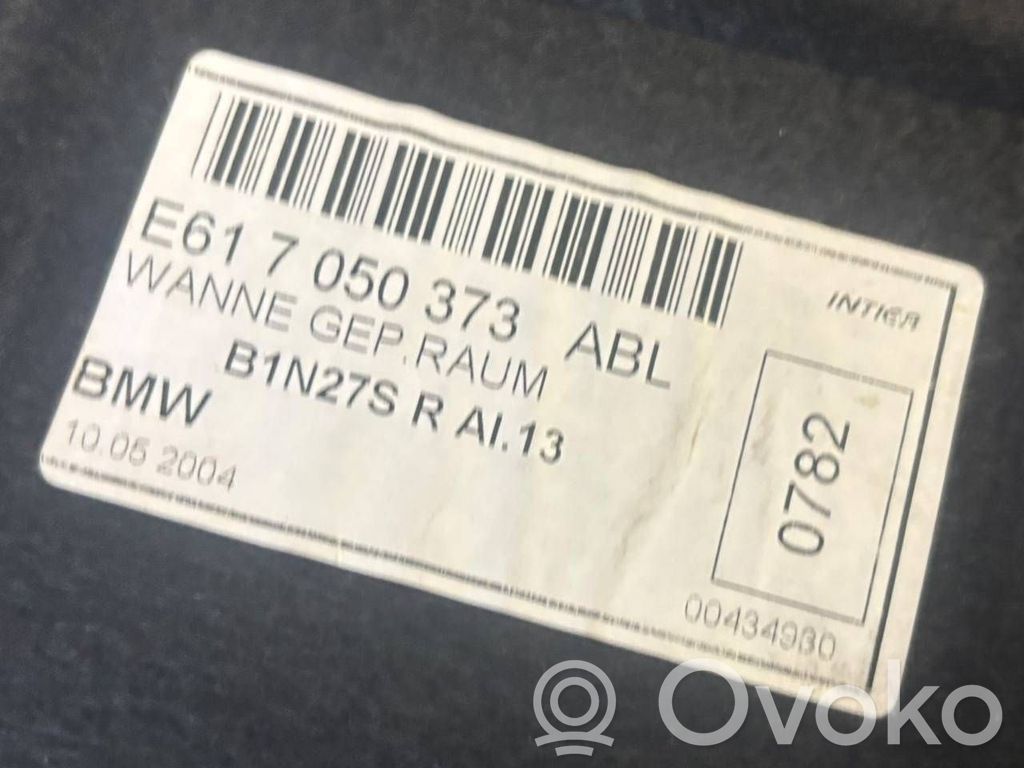 INTIER
E61 7 050 373 ABL
WANNE GEP.RAUM
B1N27S R AI.13
BMW
10.05 2004
0782
00434930
Ovoko